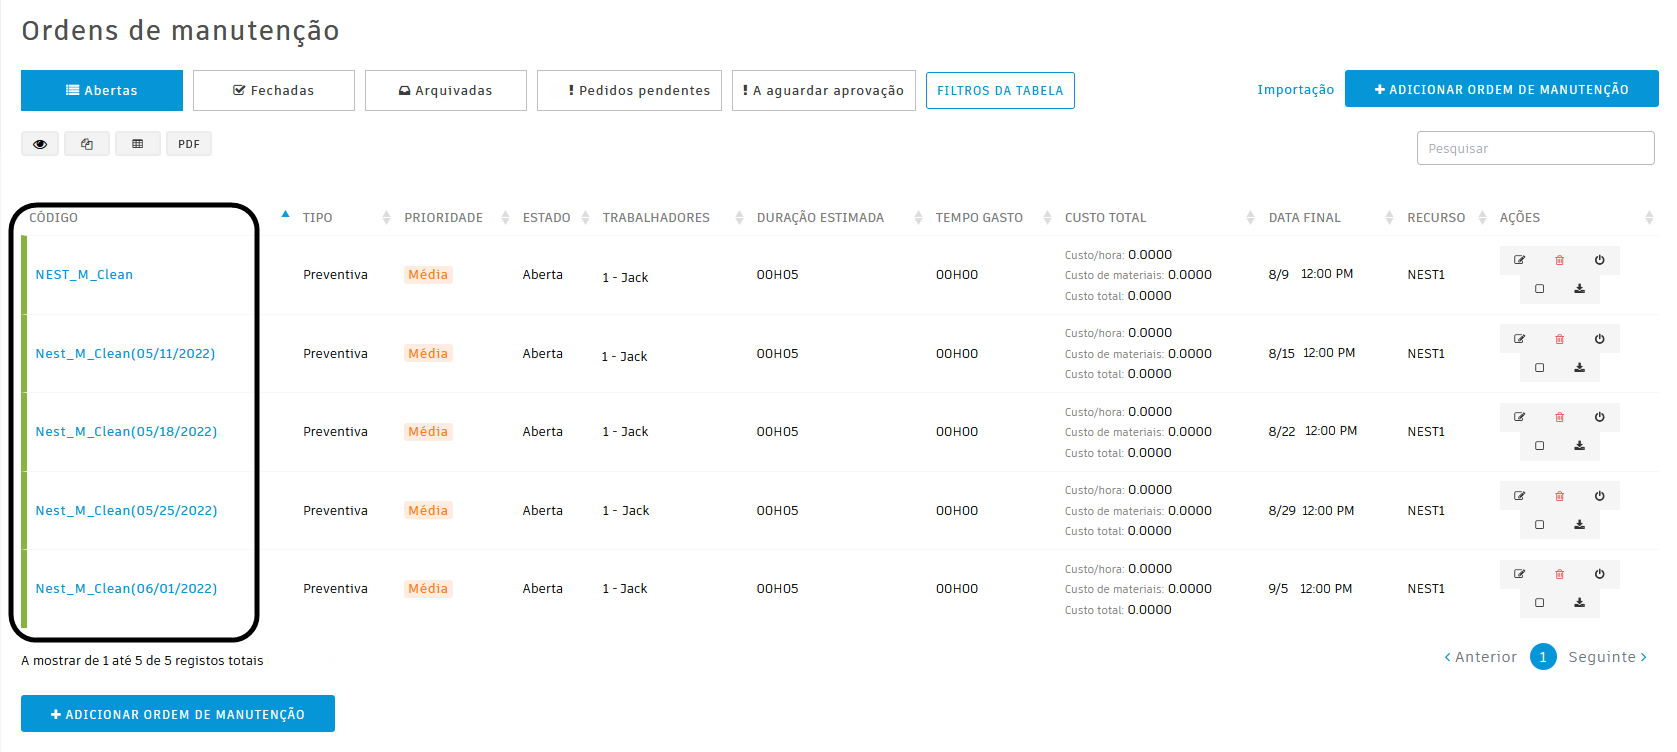 Ordens de manutenção
Abertas Fechadas Arquivadas ! Pedidos pendentes ! A aguardar aprovação FILTROS DA TABELA Importação + ADICIONAR ORDEM DE MANUTENÇÃO
PDF Pesquisar
CÓDIGO TIPO PRIORIDADE ESTADO TRABALHADORES DURAÇÃO ESTIMADA TEMPO GASTO CUSTO TOTAL DATA FINAL RECURSO AÇÕES
Custo/hora: 0.0000
NEST_M_Clean Preventiva Média Aberta 1 - Jack 00H05 00H00 Custo de materiais: 0.0000 8/9 12:00 PM NEST1
Custo total: 0.0000
Custo/hora: 0.0000
Nest_M_Clean(05/11/2022) Preventiva Média Aberta 1 - Jack 00H05 00H00 Custo de materiais: 0.0000 8/15 12:00 PM NEST1
Custo total: 0.0000
Custo/hora: 0.0000
Nest_M_Clean(05/18/2022) Preventiva Média Aberta 1 - Jack 00H05 00H00 Custo de materiais: 0.0000 8/22 12:00 PM NEST1
Custo total: 0.0000
Custo/hora: 0.0000
Nest_M_Clean(05/25/2022) Preventiva Média Aberta 1 - Jack 00H05 00H00 Custo de materiais: 0.0000 8/29 12:00 PM NEST1
Custo total: 0.0000
Custo/hora: 0.0000
Nest_M_Clean(06/01/2022) Preventiva Média Aberta 1 - Jack 00H05 00H00 Custo de materiais: 0.0000 9/5 12:00 PM NEST1
Custo total: 0.0000
A mostrar de 1 até 5 de 5 registos totais < Anterior 1 Seguinte >
+ ADICIONAR ORDEM DE MANUTENÇÃO